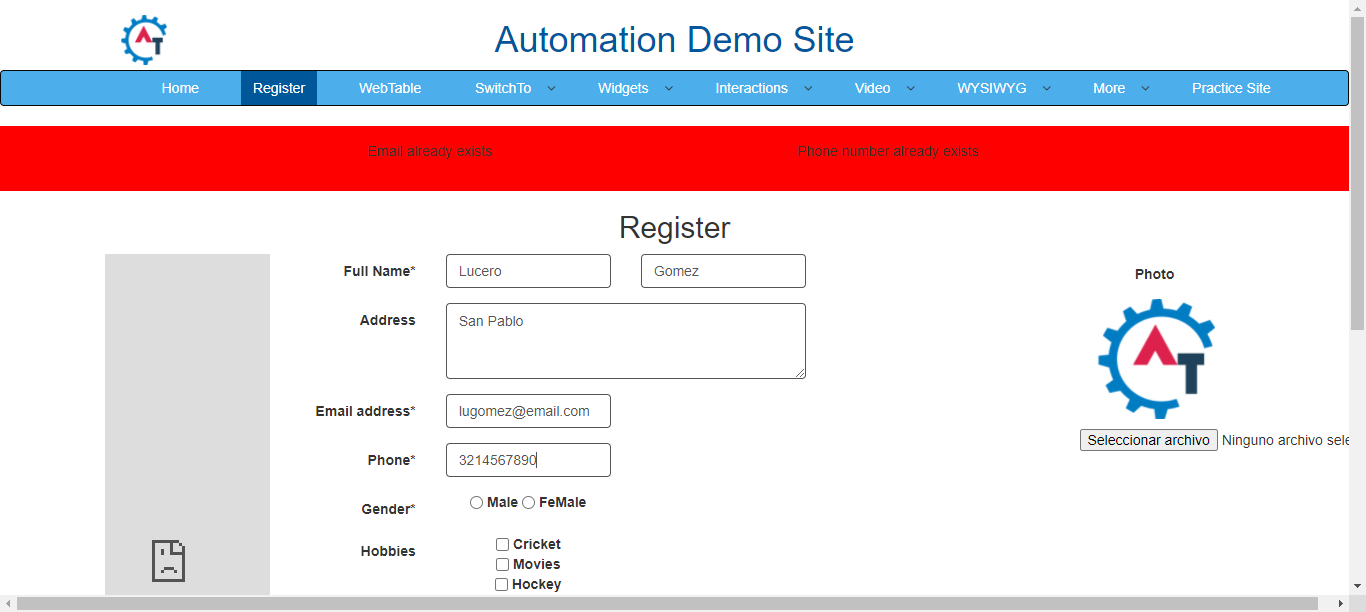 Automation Demo Site
Home Register WebTable SwitchTo Widgets Interactions Video WYSIWYG More Practice Site
Email already exists Phone number already exists
Register
Full Name* Lucero Gomez
Photo
Address San Pablo
AT
Email address* lugomez@email.com
Seleccionar archivo Ninguno archivo sele
Phone* 3214567890
Gender* Male FeMale
Hobbies Cricket
Movies
Hockey